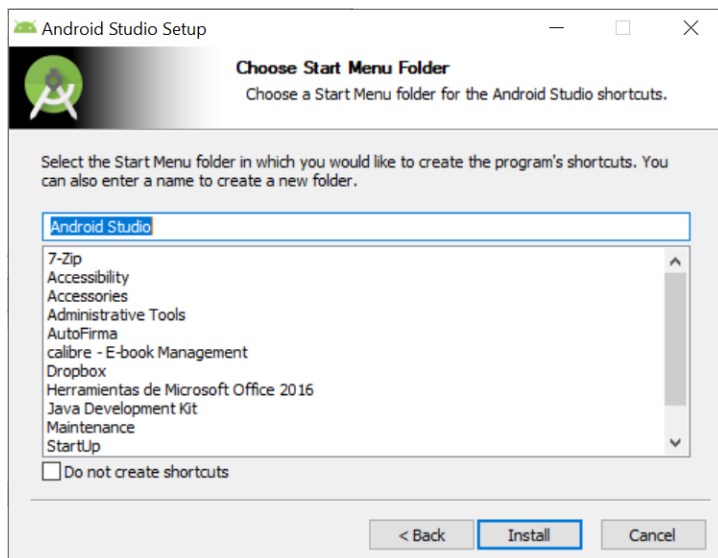 Android Studio Setup
Choose Start Menu Folder
Choose a Start Menu folder for the Android Studio shortcuts.
Select the Start Menu folder in which you would like to create the program's shortcuts. You
can also enter a name to create a new folder.
Android Studio
7-Zip
Accessibility
Accessories
Administrative Tools
AutoFirma
calibre - E-book Management
Dropbox
Herramientas de Microsoft Office 2016
Java Development Kit
Maintenance
StartUp
Do not create shortcuts
< Back
Install
Cancel